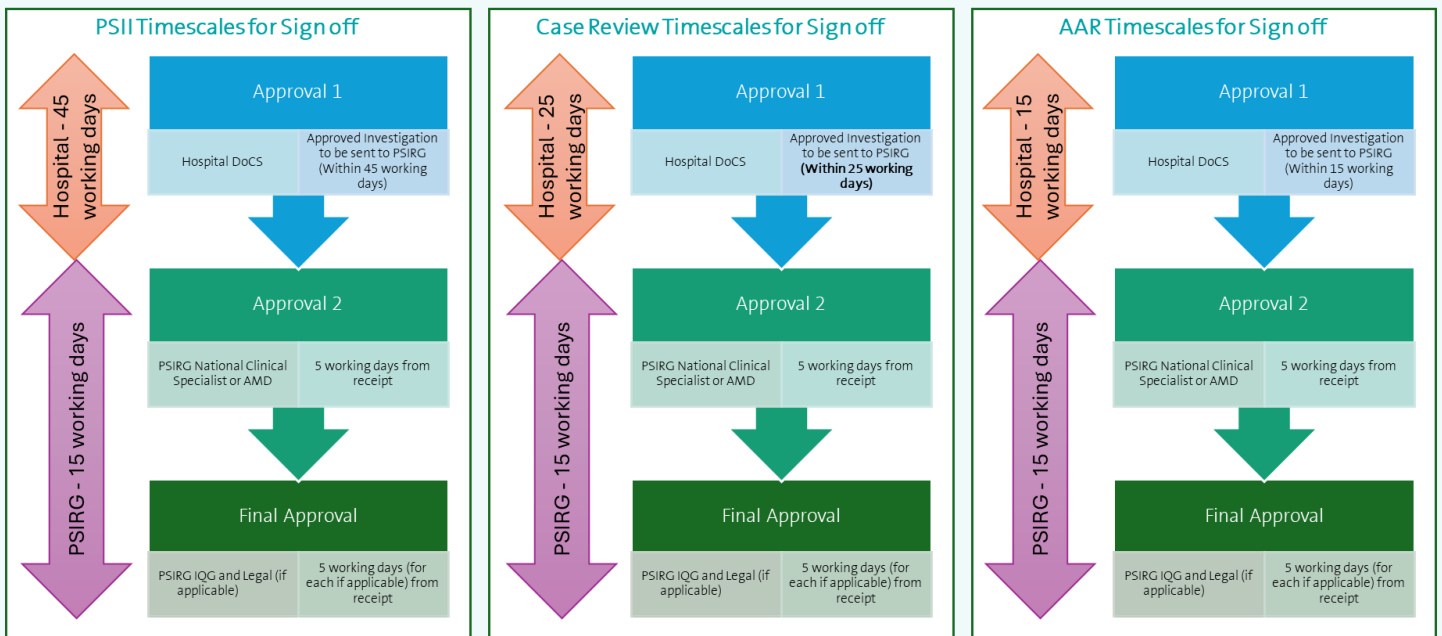 PSII Timescales for Sign off
Hospital - 45
working days
Approval 1
Hospital DoCS
Approved Investigation
to be sent to PSIRG
(Within 45 working
days)
PSIRG - 15 working days
Approval 2
PSIRG National Clinical
Specialist or AMD
5 working days from
receipt
Final Approval
PSIRG IQG and Legal (if
applicable)
5 working days (for
each if applicable) from
receipt
Case Review Timescales for Sign off
Hospital - 25
working days
Approval 1
Hospital DoCS
Approved Investigation
to be sent to PSIRG
(Within 25 working
days)
PSIRG - 15 working days
Approval 2
PSIRG National Clinical
Specialist or AMD
5 working days from
receipt
Final Approval
PSIRG IQG and Legal (if
applicable)
5 working days (for
each if applicable) from
receipt
AAR Timescales for Sign off
Hospital - 15
working days
Approval 1
Hospital DoCS
Approved Investigation
to be sent to PSIRG
(Within 15 working
days)
PSIRG - 15 working days
Approval 2
PSIRG National Clinical
Specialist or AMD
5 working days from
receipt
Final Approval
PSIRG IQG and Legal (if
applicable)
5 working days (for
each if applicable) from
receipt